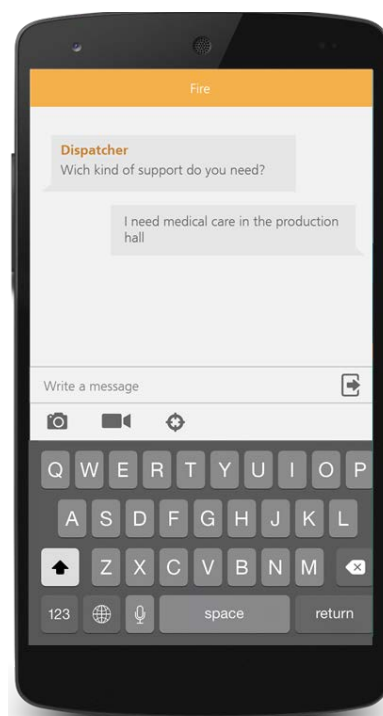 Fire
Dispatcher
Wich kind of support do you need?
I need medical care in the production
hall
Write a message
Q W E R T Y U I O P
A S D F G H J K L
Z X C V B N M
123 space return